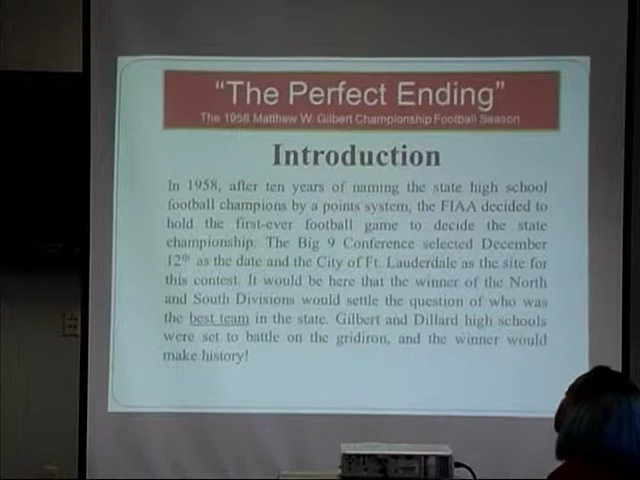 “The Perfect Ending”
The 1958 Matthew W. Gilbert Championship Football Season
Introduction
In 1958, after ten years of naming the state high school
football champions by a points system, the FIAA decided to
hold the first-ever football game to decide the state
championship. The Big 9 Conference selected December
12th as the date and the City of Ft. Lauderdale as the site for
this contest. It would be here that the winner of the North
and South Divisions would settle the question of who was
the best team in the state. Gilbert and Dillard high schools
were set to battle on the gridiron, and the winner would
make history!